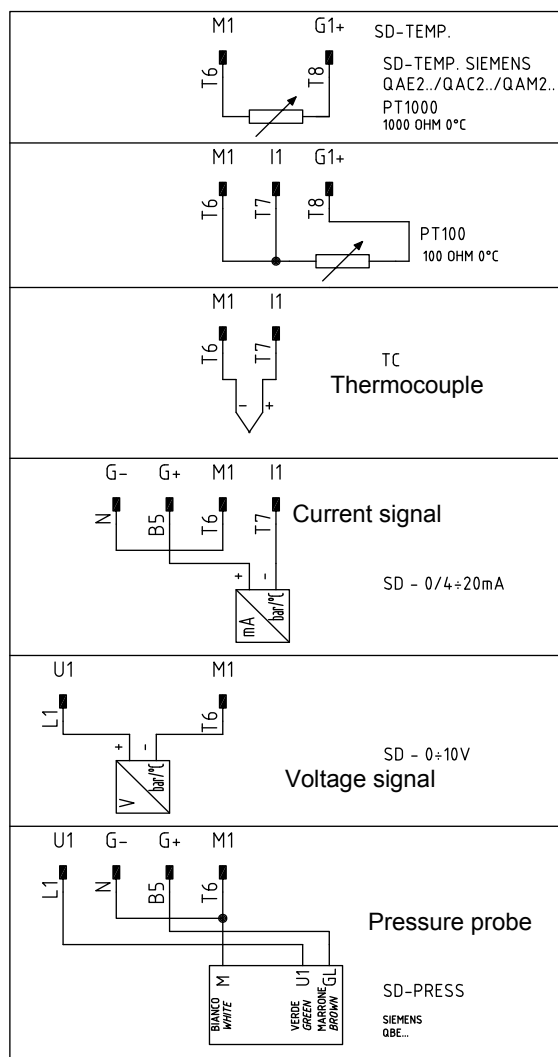 M1 G1+ SD-TEMP.
T6 T8
SD-TEMP. SIEMENS
QAE2../QAC2../QAM2..
PT1000
1000 OHM 0°C
M1 I1 G1+
T6 T7 T8
PT100
100 OHM 0°C
M1 I1
T6 T7
TC
Thermocouple
- +
G- G+ M1 I1
N B5 T6 T7
Current signal
+ -
mA bar/°C
SD - 0/4÷20mA
U1 M1
L1 T6
+ -
V bar/°C
SD - 0÷10V
Voltage signal
U1 G- G+ M1
L1 N B5 T6
Pressure probe
M U1 GL
BIANCO
WHITE
VERDE
GREEN
MARRONE
BROWN
SD-PRESS
SIEMENS
QBE...